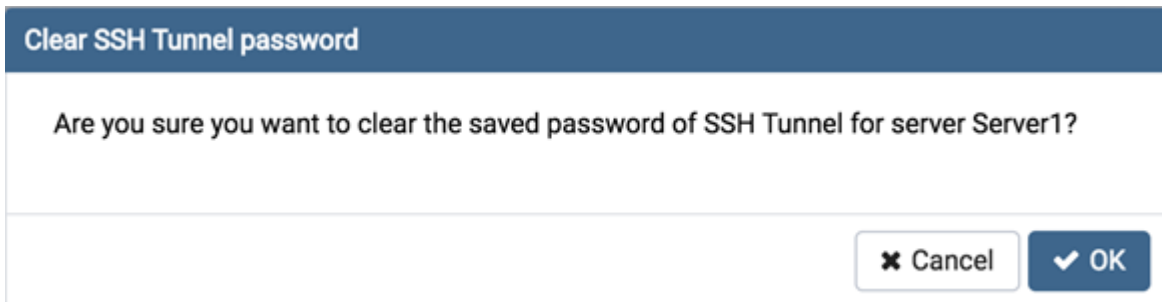 Clear SSH Tunnel password
Are you sure you want to clear the saved password of SSH Tunnel for server Server1?
Cancel
OK